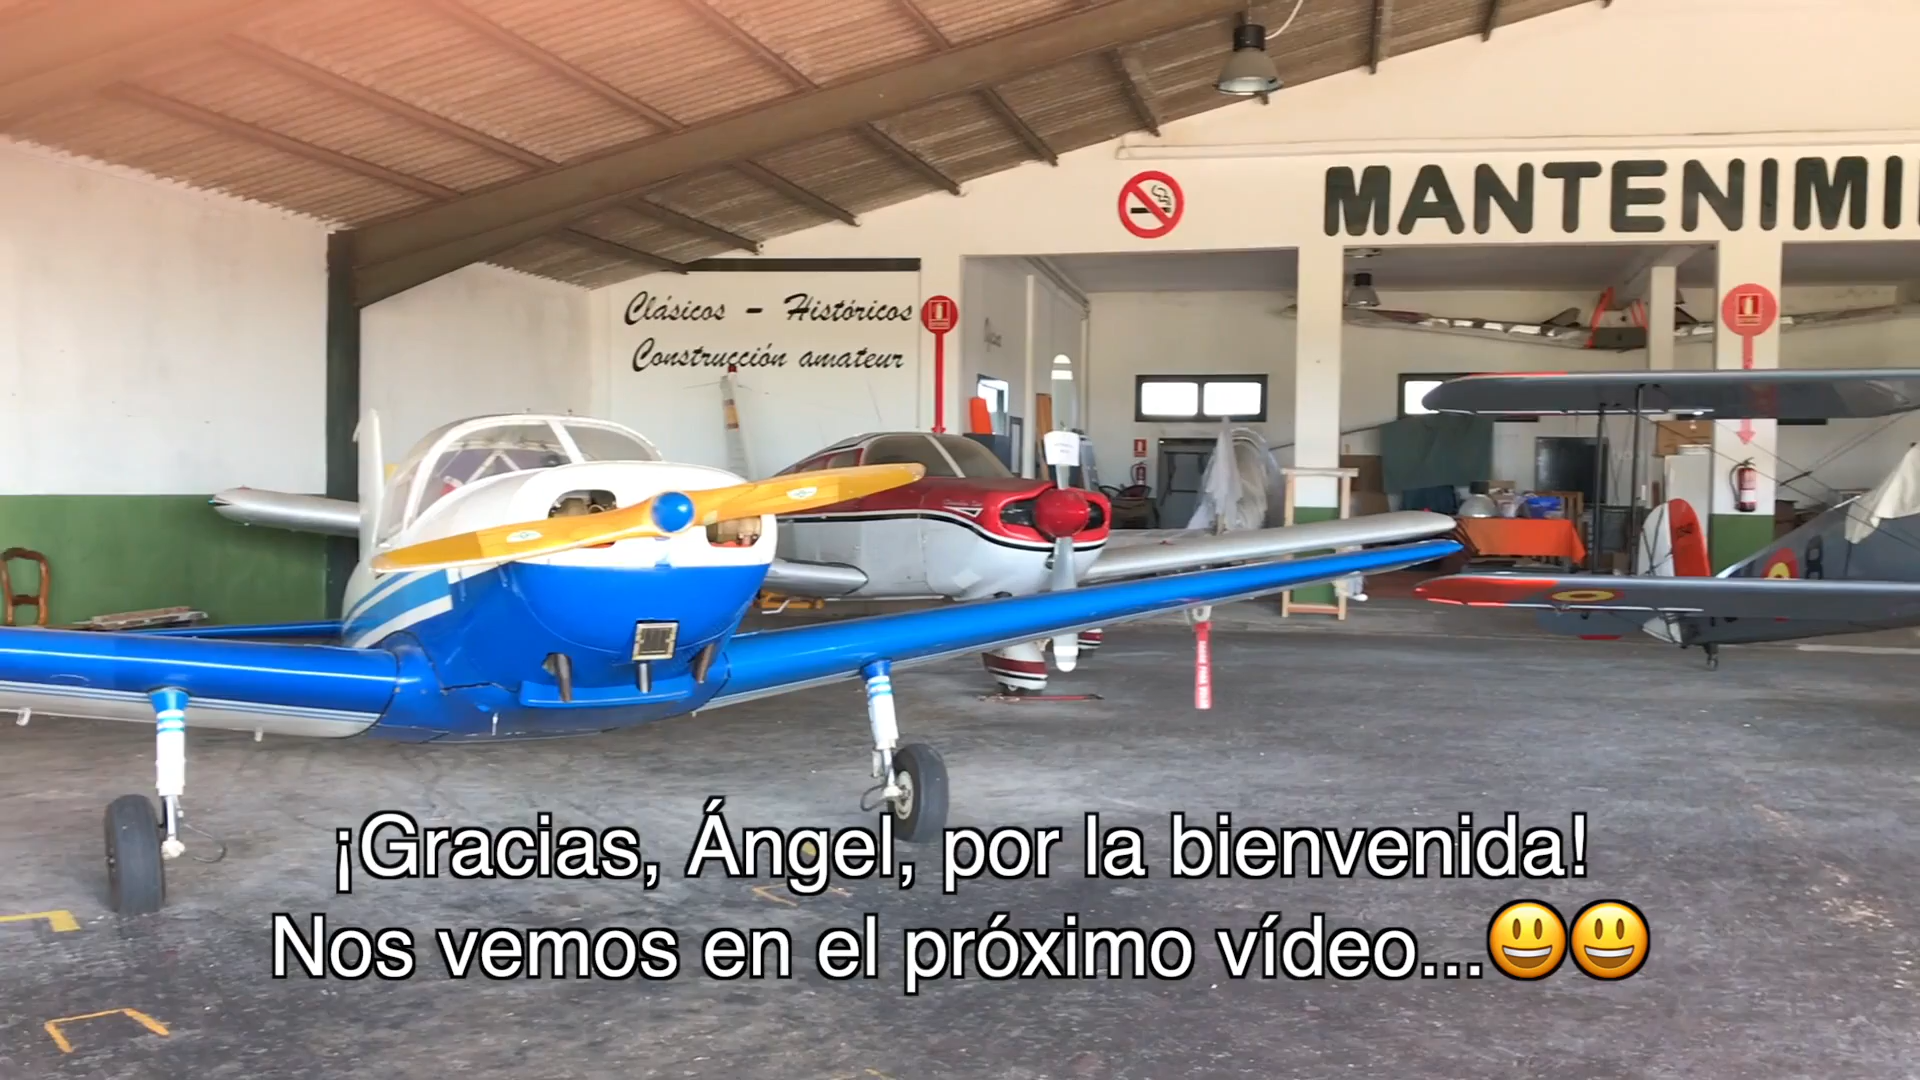 MANTENIMI
Clásicos - Históricos
Construcción amateur
¡Gracias, Ángel, por la bienvenida!
Nos vemos en el próximo vídeo...😃😃